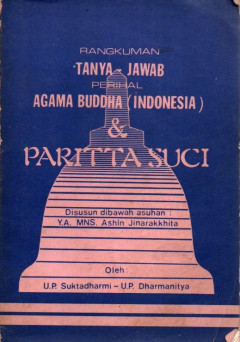 RANGKUMAN
TANYA - JAWAB
PERIHAL
AGAMA BUDDHA (INDONESIA)
&
PARITTA SUCI
Disusun dibawah asuhan :
Y.A. MNS. Ashin Jinarakkhita
Oleh :
U.P. Suktadharmi - U.P. Dharmanitya